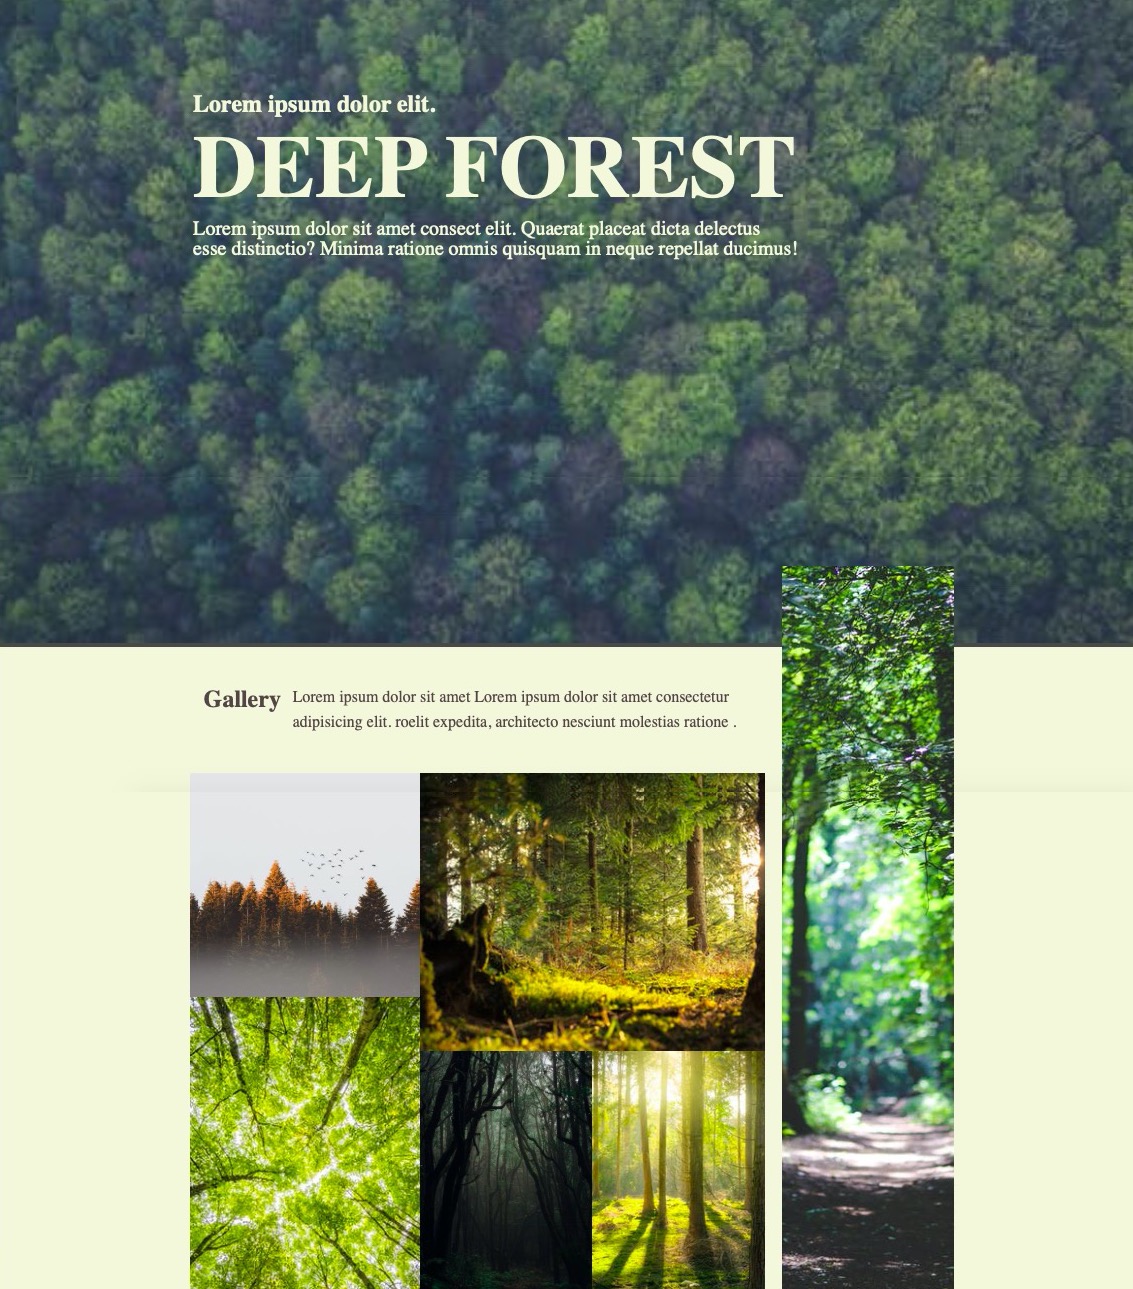 Lorem ipsum dolor elit.
DEEP FOREST
Lorem ipsum dolor sit amet consect elit. Quaerat placeat dicta delectus
esse distinctio? Minima ratione omnis quisquam in neque repellat ducimus!
Gallery
Lorem ipsum dolor sit amet Lorem ipsum dolor sit amet consectetur
adipisicing elit. roelit expedita, architecto nesciunt molestias ratione .